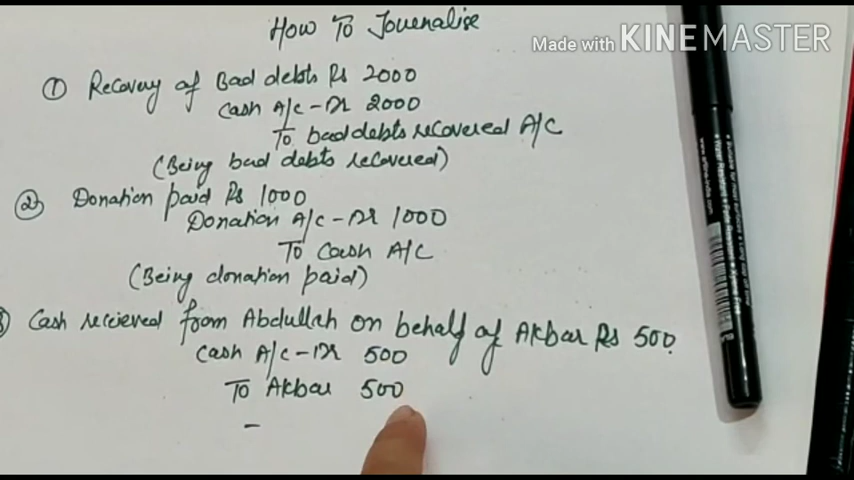 How To Journalise
Made with KINEMASTER
① Recovery of Bad debts Rs 2000
Cash A/c - Dr 2000
To bad debts recovered A/C
(Being bad debts recovered)
② Donation paid Rs 1000
Donation A/C - Dr 1000
To Cash A/C
(Being donation paid)
Cash recieved from Abdullah on behalf of Akbar Rs 500.
Cash A/C - Dr 500
To Akbar 500
-